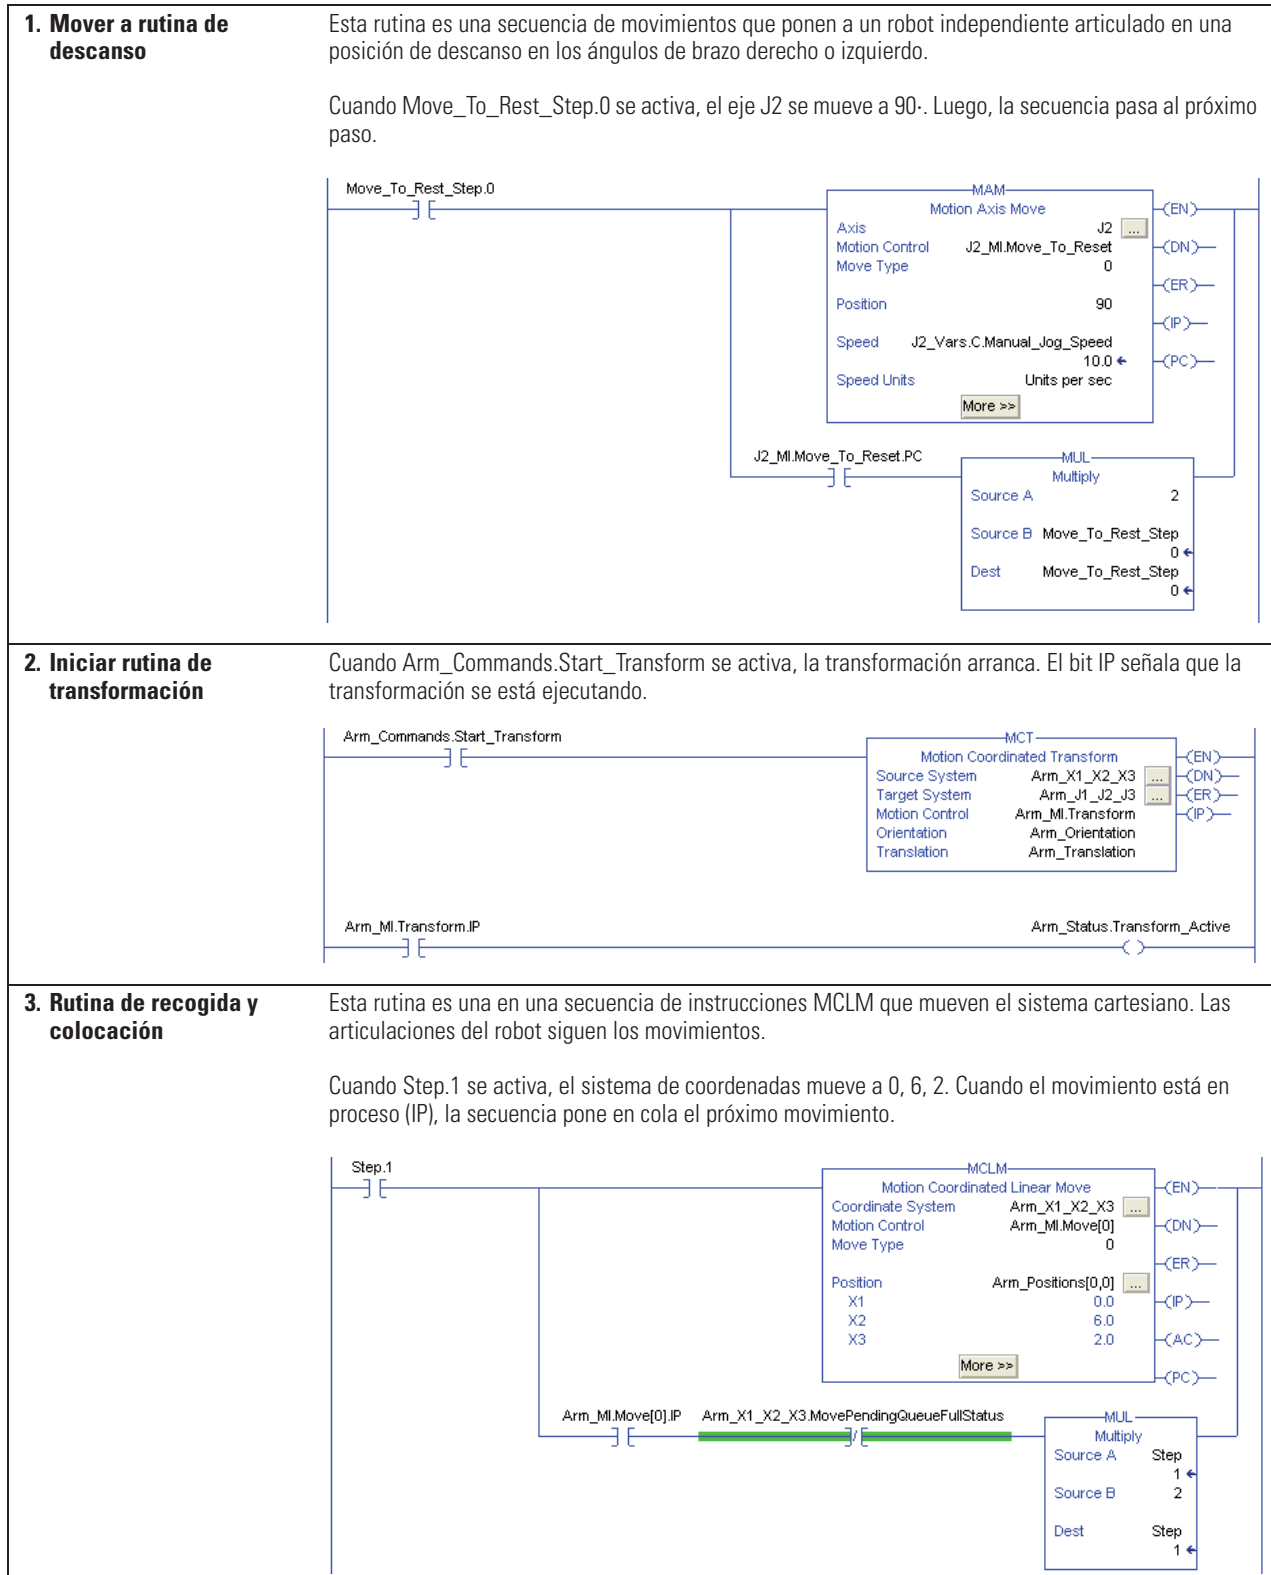 1. Mover a rutina de
descanso
Esta rutina es una secuencia de movimientos que ponen a un robot independiente articulado en una
posición de descanso en los ángulos de brazo derecho o izquierdo.
Cuando Move_To_Rest_Step.0 se activa, el eje J2 se mueve a 90·. Luego, la secuencia pasa al próximo
paso.
Move_To_Rest_Step.0
MAM
Motion Axis Move
Axis J2 ...
Motion Control J2_MI.Move_To_Reset
Move Type 0
Position 90
Speed J2_Vars.C.Manual_Jog_Speed
10.0
Speed Units Units per sec
More >>
(EN)
(DN)
(ER)
(IP)
(PC)
J2_MI.Move_To_Reset.PC
MUL
Multiply
Source A 2
Source B Move_To_Rest_Step
0
Dest Move_To_Rest_Step
0
2. Iniciar rutina de
transformación
Cuando Arm_Commands.Start_Transform se activa, la transformación arranca. El bit IP señala que la
transformación se está ejecutando.
Arm_Commands.Start_Transform
MCT
Motion Coordinated Transform
Source System Arm_X1_X2_X3 ...
Target System Arm_J1_J2_J3 ...
Motion Control Arm_MI.Transform
Orientation Arm_Orientation
Translation Arm_Translation
(EN)
(DN)
(ER)
(IP)
Arm_MI.Transform.IP
Arm_Status.Transform_Active
3. Rutina de recogida y
colocación
Esta rutina es una en una secuencia de instrucciones MCLM que mueven el sistema cartesiano. Las
articulaciones del robot siguen los movimientos.
Cuando Step.1 se activa, el sistema de coordenadas mueve a 0, 6, 2. Cuando el movimiento está en
proceso (IP), la secuencia pone en cola el próximo movimiento.
Step.1
MCLM
Motion Coordinated Linear Move
Coordinate System Arm_X1_X2_X3 ...
Motion Control Arm_MI.Move[0]
Move Type 0
Position Arm_Positions[0,0] ...
X1 0.0
X2 6.0
X3 2.0
More >>
(EN)
(DN)
(ER)
(IP)
(AC)
(PC)
Arm_MI.Move[0].IP
Arm_X1_X2_X3.MovePendingQueueFullStatus
MUL
Multiply
Source A Step
1
Source B 2
Dest Step
1